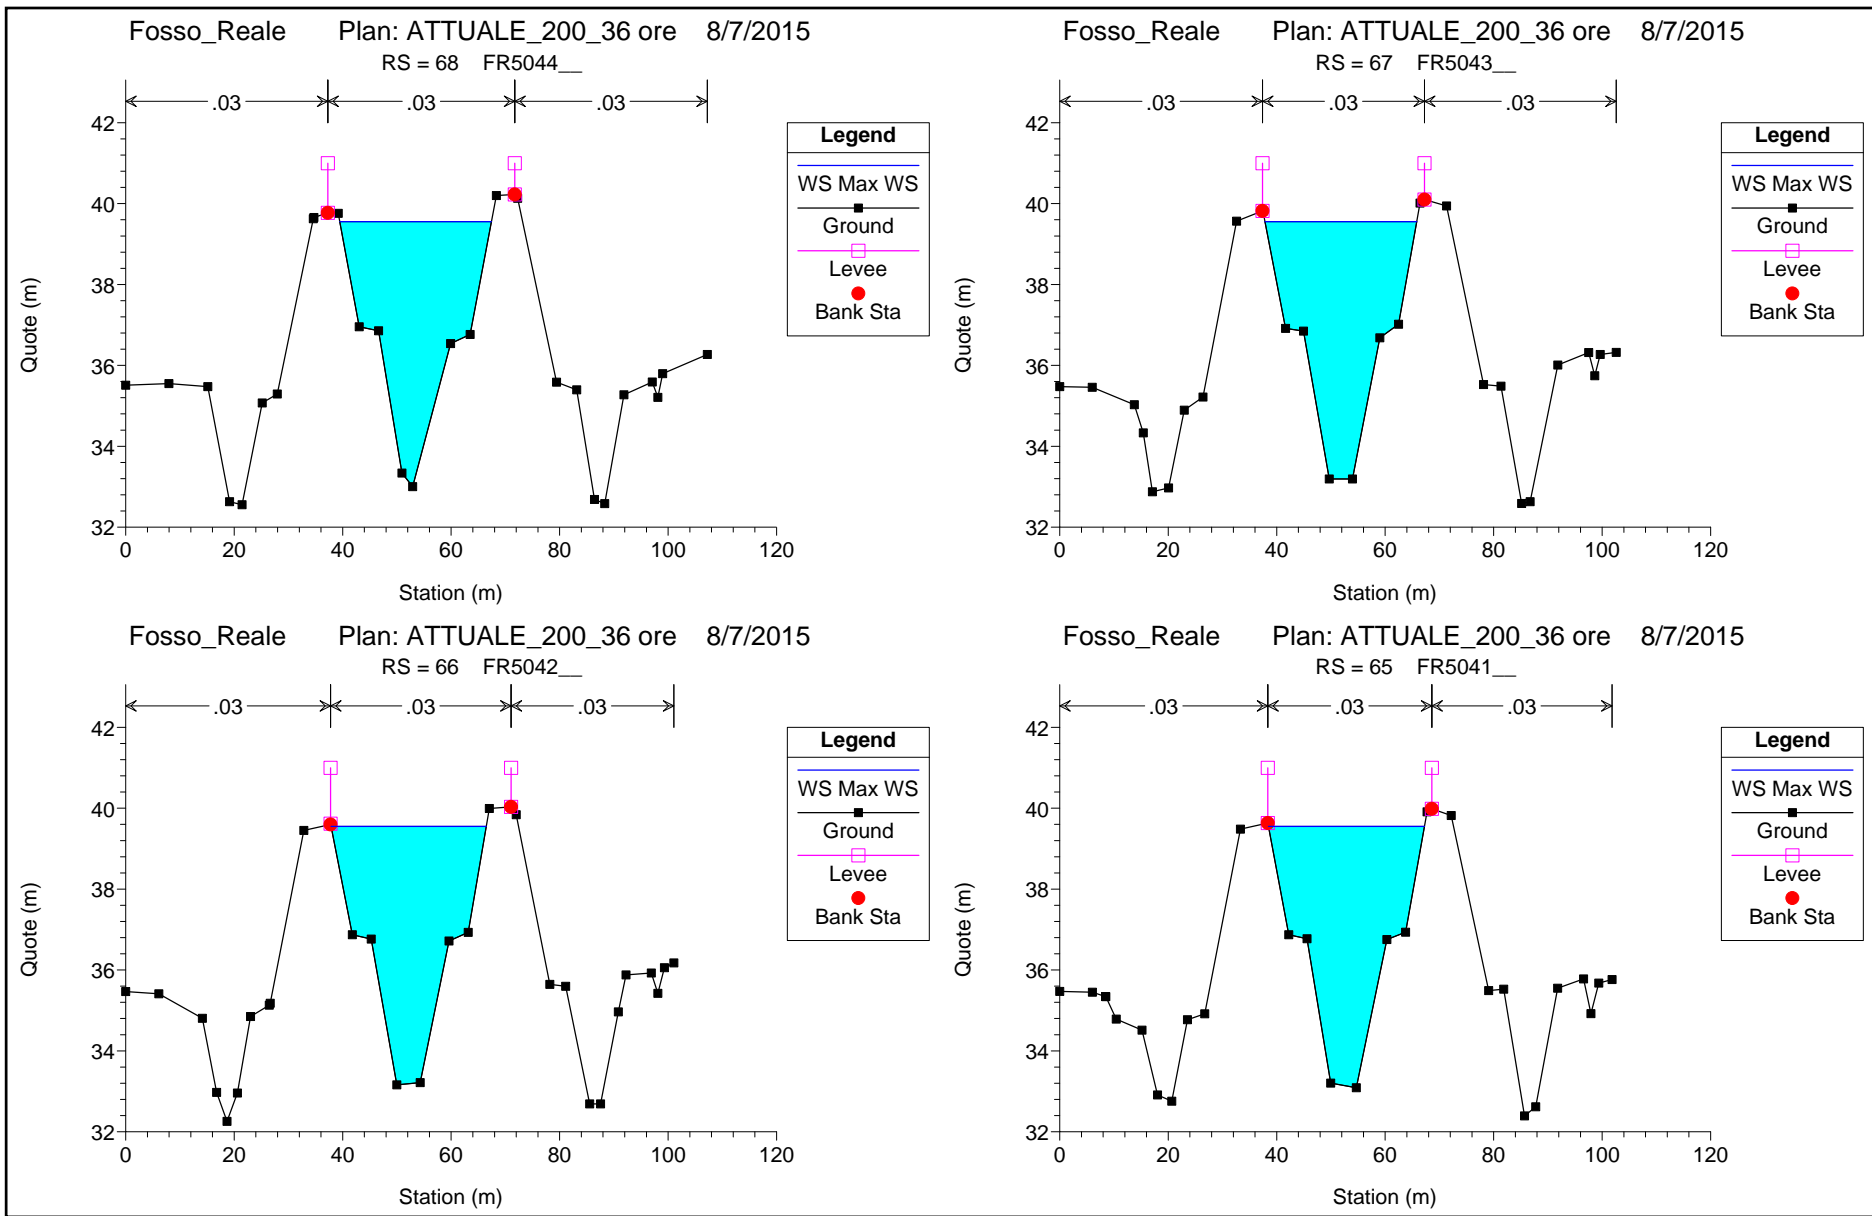 Fosso_Reale Plan: ATTUALE_200_36 ore 8/7/2015
RS = 68 FR5044__
.03 .03 .03
42
40
38
36
34
32
Quote (m)
0 20 40 60 80 100 120
Station (m)
Legend
WS Max WS
Ground
Levee
Bank Sta
Fosso_Reale Plan: ATTUALE_200_36 ore 8/7/2015
RS = 67 FR5043__
.03 .03 .03
42
40
38
36
34
32
Quote (m)
0 20 40 60 80 100 120
Station (m)
Legend
WS Max WS
Ground
Levee
Bank Sta
Fosso_Reale Plan: ATTUALE_200_36 ore 8/7/2015
RS = 66 FR5042__
.03 .03 .03
42
40
38
36
34
32
Quote (m)
0 20 40 60 80 100 120
Station (m)
Legend
WS Max WS
Ground
Levee
Bank Sta
Fosso_Reale Plan: ATTUALE_200_36 ore 8/7/2015
RS = 65 FR5041__
.03 .03 .03
42
40
38
36
34
32
Quote (m)
0 20 40 60 80 100 120
Station (m)
Legend
WS Max WS
Ground
Levee
Bank Sta